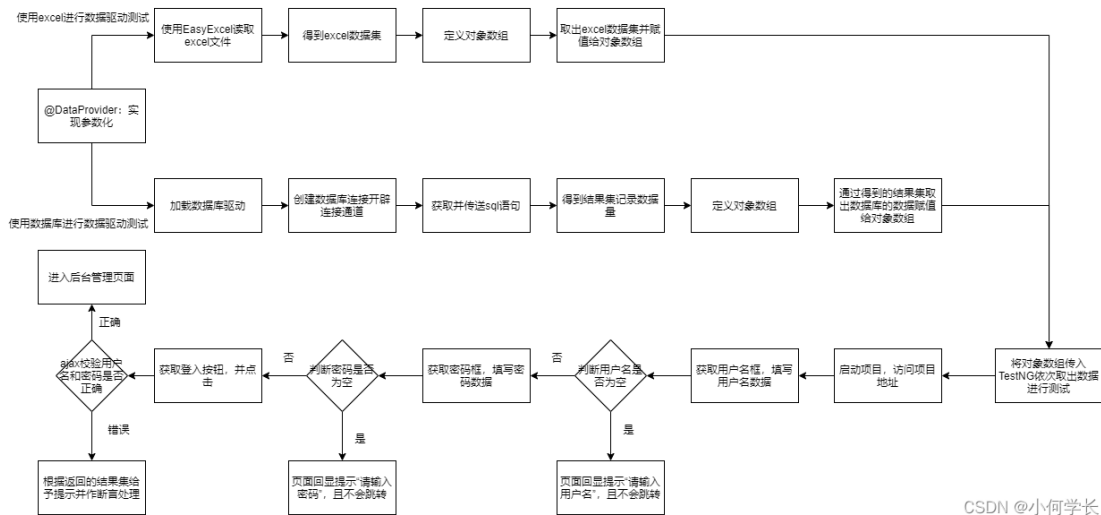 使用excel进行数据驱动测试
使用EasyExcel读取
excel文件
得到excel数据集
定义对象数组
取出excel数据集并赋
值给对象数组
@DataProvider：实
现参数化
使用数据库进行数据驱动测试
加载数据库驱动
创建数据库连接开辟
连接通道
获取并传送sql语句
得到结果集记录数据
量
定义对象数组
通过得到的结果集取
出数据库的数据赋值
给对象数组
进入后台管理页面
正确
ajax校验用户
名和密码是否
正确
错误
根据返回的结果集给
予提示并作断言处理
获取登入按钮，并点
击
否
判断密码是否
为空
是
页面回显提示“请输入
密码”，且不会跳转
获取密码框，填写密
码数据
否
判断用户名是
否为空
是
页面回显提示“请输入
用户名”，且不会跳转
获取用户名框，填写
用户名数据
启动项目，访问项目
地址
将对象数组传入
TestNG依次取出数据
进行测试
CSDN @小何学长